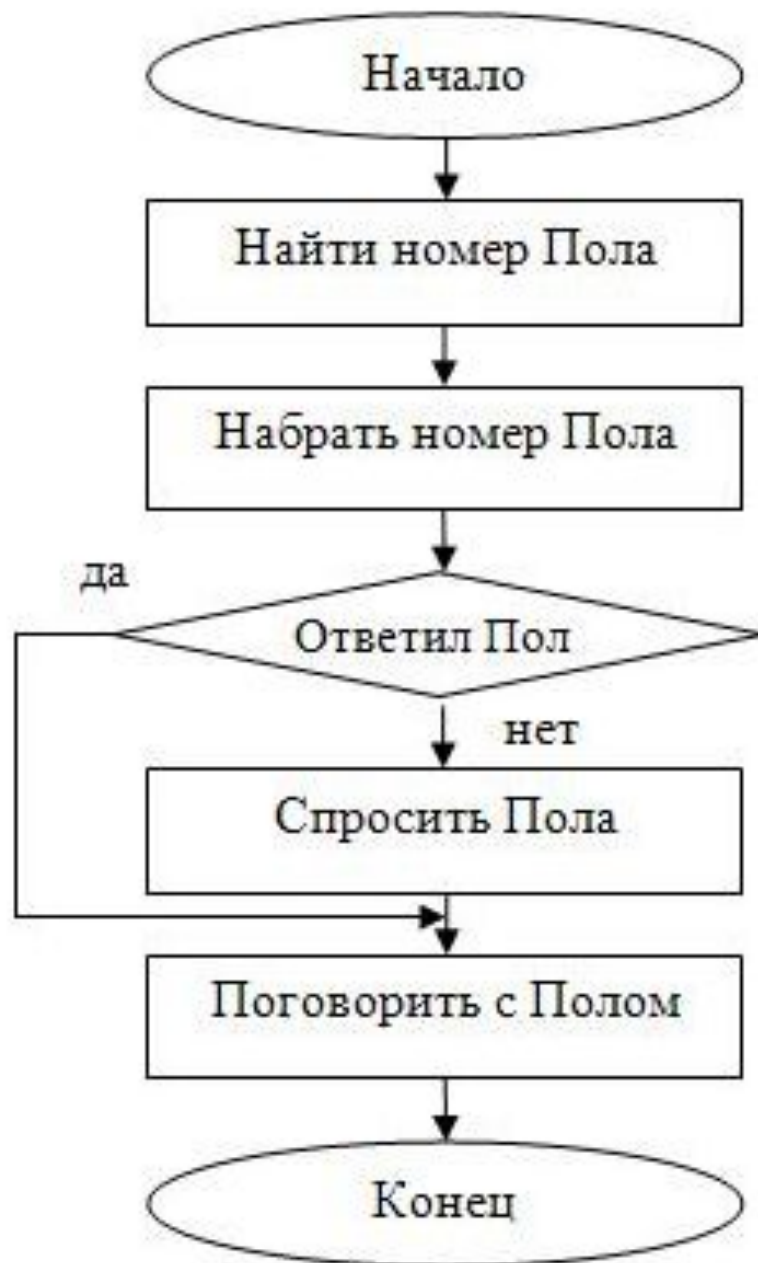 Начало
Найти номер Пола
Набрать номер Пола
да
Ответил Пол
нет
Спросить Пола
Поговорить с Полом
Конец